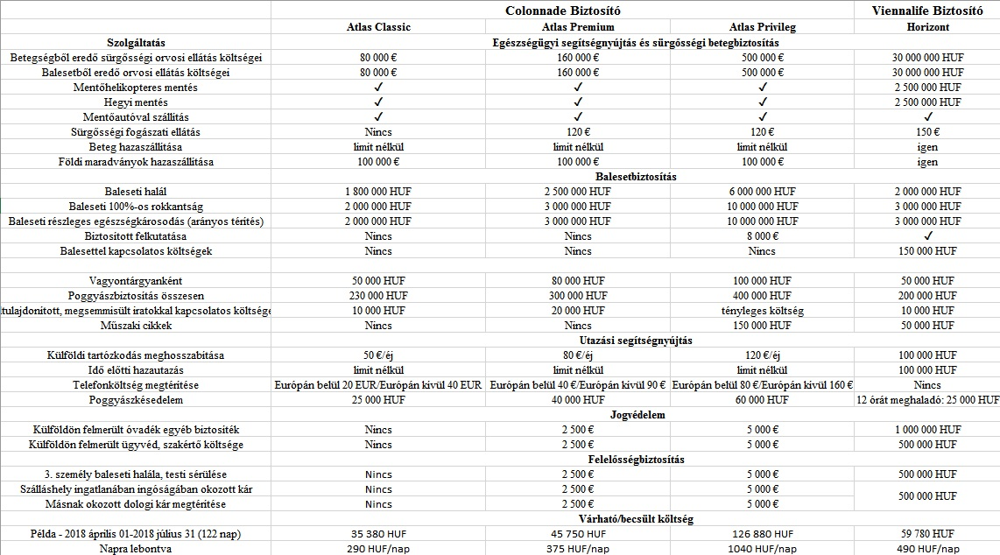 Colonnade Biztosító Viennalife Biztosító
Atlas Classic Atlas Premium Atlas Privileg Horizont
Szolgáltatás Egészségügyi segítségnyújtás és sürgősségi betegbiztosítás
Betegségből eredő sürgősségi orvosi ellátás költségei 80 000 € 160 000 € 500 000 € 30 000 000 HUF
Balesetből eredő orvosi ellátás költségei 80 000 € 160 000 € 500 000 € 30 000 000 HUF
Mentőhelikopteres mentés ✓ ✓ ✓ 2 500 000 HUF
Hegyi mentés ✓ ✓ ✓ 2 500 000 HUF
Mentőautóval szállítás ✓ ✓ ✓ ✓
Sürgősségi fogászati ellátás Nincs 120 € 120 € 150 €
Beteg hazaszállítása limit nélkül limit nélkül limit nélkül igen
Földi maradványok hazaszállítása 100 000 € 100 000 € 100 000 € igen
Balesetbiztosítás
Baleseti halál 1 800 000 HUF 2 500 000 HUF 6 000 000 HUF 2 000 000 HUF
Baleseti 100%-os rokkantság 2 000 000 HUF 3 000 000 HUF 10 000 000 HUF 3 000 000 HUF
Baleseti részleges egészségkárosodás (arányos térítés) 2 000 000 HUF 3 000 000 HUF 10 000 000 HUF 3 000 000 HUF
Biztosított felkutatása Nincs Nincs 8 000 € ✓
Balesettel kapcsolatos költségek Nincs Nincs Nincs 150 000 HUF
Vagyontárgyanként 50 000 HUF 80 000 HUF 100 000 HUF 50 000 HUF
Poggyászbiztosítás összesen 230 000 HUF 300 000 HUF 400 000 HUF 200 000 HUF
tulajdonított, megsemmisült iratokkal kapcsolatos költsége 10 000 HUF 20 000 HUF tényleges költség 10 000 HUF
Műszaki cikkek Nincs Nincs 150 000 HUF 50 000 HUF
Utazási segítségnyújtás
Külföldi tartózkodás meghosszabítása 50 €/éj 80 €/éj 120 €/éj 100 000 HUF
Idő előtti hazautazás limit nélkül limit nélkül limit nélkül 100 000 HUF
Telefonköltség megtérítése Európán belül 20 EUR/Európán kívül 40 EUR Európán belül 40 €/Európán kívül 90 € Európán belül 80 €/Európán kívül 160 € Nincs
Poggyászkésedelem 25 000 HUF 40 000 HUF 60 000 HUF 12 órát meghaladó: 25 000 HUF
Jogvédelem
Külföldön felmerült óvadék egyéb biztosíték Nincs 2 500 € 5 000 € 1 000 000 HUF
Külföldön felmerült ügyvéd, szakértő költsége Nincs 2 500 € 5 000 € 500 000 HUF
Felelősségbiztosítás
3. személy baleseti halála, testi sérülése Nincs 2 500 € 5 000 € 500 000 HUF
Szálláshely ingatlanában ingóságában okozott kár Nincs 2 500 € 5 000 € 500 000 HUF
Másnak okozott dologi kár megtérítése Nincs 2 500 € 5 000 €
Várható/becsült költség
Példa - 2018 április 01-2018 július 31 (122 nap) 35 380 HUF 45 750 HUF 126 880 HUF 59 780 HUF
Napra lebontva 290 HUF/nap 375 HUF/nap 1040 HUF/nap 490 HUF/nap